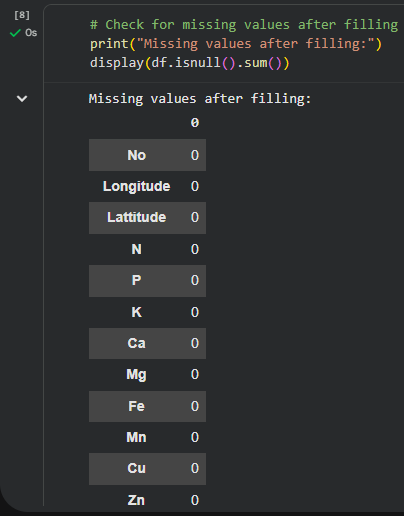 [8]
0s
# Check for missing values after filling
print("Missing values after filling:")
display(df.isnull().sum())
Missing values after filling:
0
No 0
Longitude 0
Lattitude 0
N 0
P 0
K 0
Ca 0
Mg 0
Fe 0
Mn 0
Cu 0
Zn 0